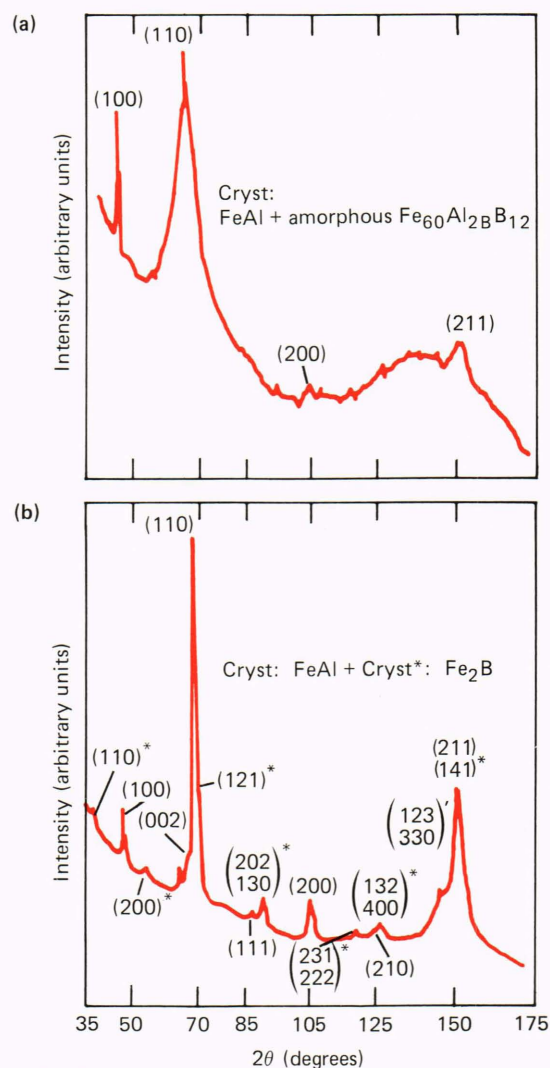 (a)
(110)
(100)
Cryst:
FeAl + amorphous Fe60Al2BB12
(200)
(211)
Intensity (arbitrary units)
(b)
(110)
Cryst: FeAl + Cryst*: Fe2B
(110)*
(100)
(002)
(121)*
(200)*
(202
130)*
(111)
(200)
(231
222)*
(132
400)*
(210)
(123
330)′
(211)
(141)*
Intensity (arbitrary units)
35 50 70 85 105 125 150 175
2θ (degrees)